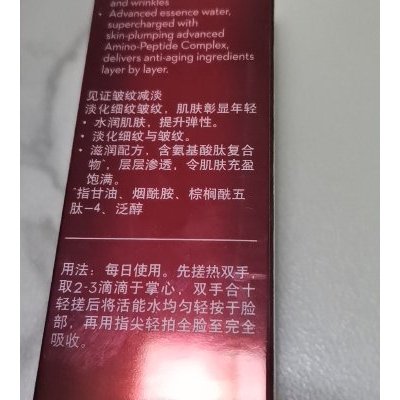 and wrinkles
• Advanced essence water,
supercharged with
skin-plumping advanced
Amino-Peptide Complex,
delivers anti-aging ingredients
layer by layer.
见证皱纹减淡
淡化细纹皱纹，肌肤彰显年轻
• 水润肌肤，提升弹性。
• 淡化细纹与皱纹。
• 滋润配方，含氨基酸肽复合
物^，层层渗透，令肌肤充盈
饱满。
^指甘油、烟酰胺、棕榈酰五
肽-4、泛醇
用法：每日使用。先搓热双手，
取2-3滴滴于掌心，双手合十
轻搓后将活能水均匀轻按于脸
部，再用指尖轻拍全脸至完全
吸收。